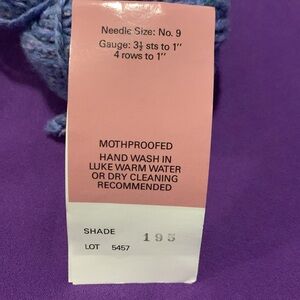 Needle Size: No. 9
Gauge: 3½ sts to 1"
4 rows to 1"
MOTHPROOFED
HAND WASH IN
LUKE WARM WATER
OR DRY CLEANING
RECOMMENDED
SHADE 195
LOT 5457